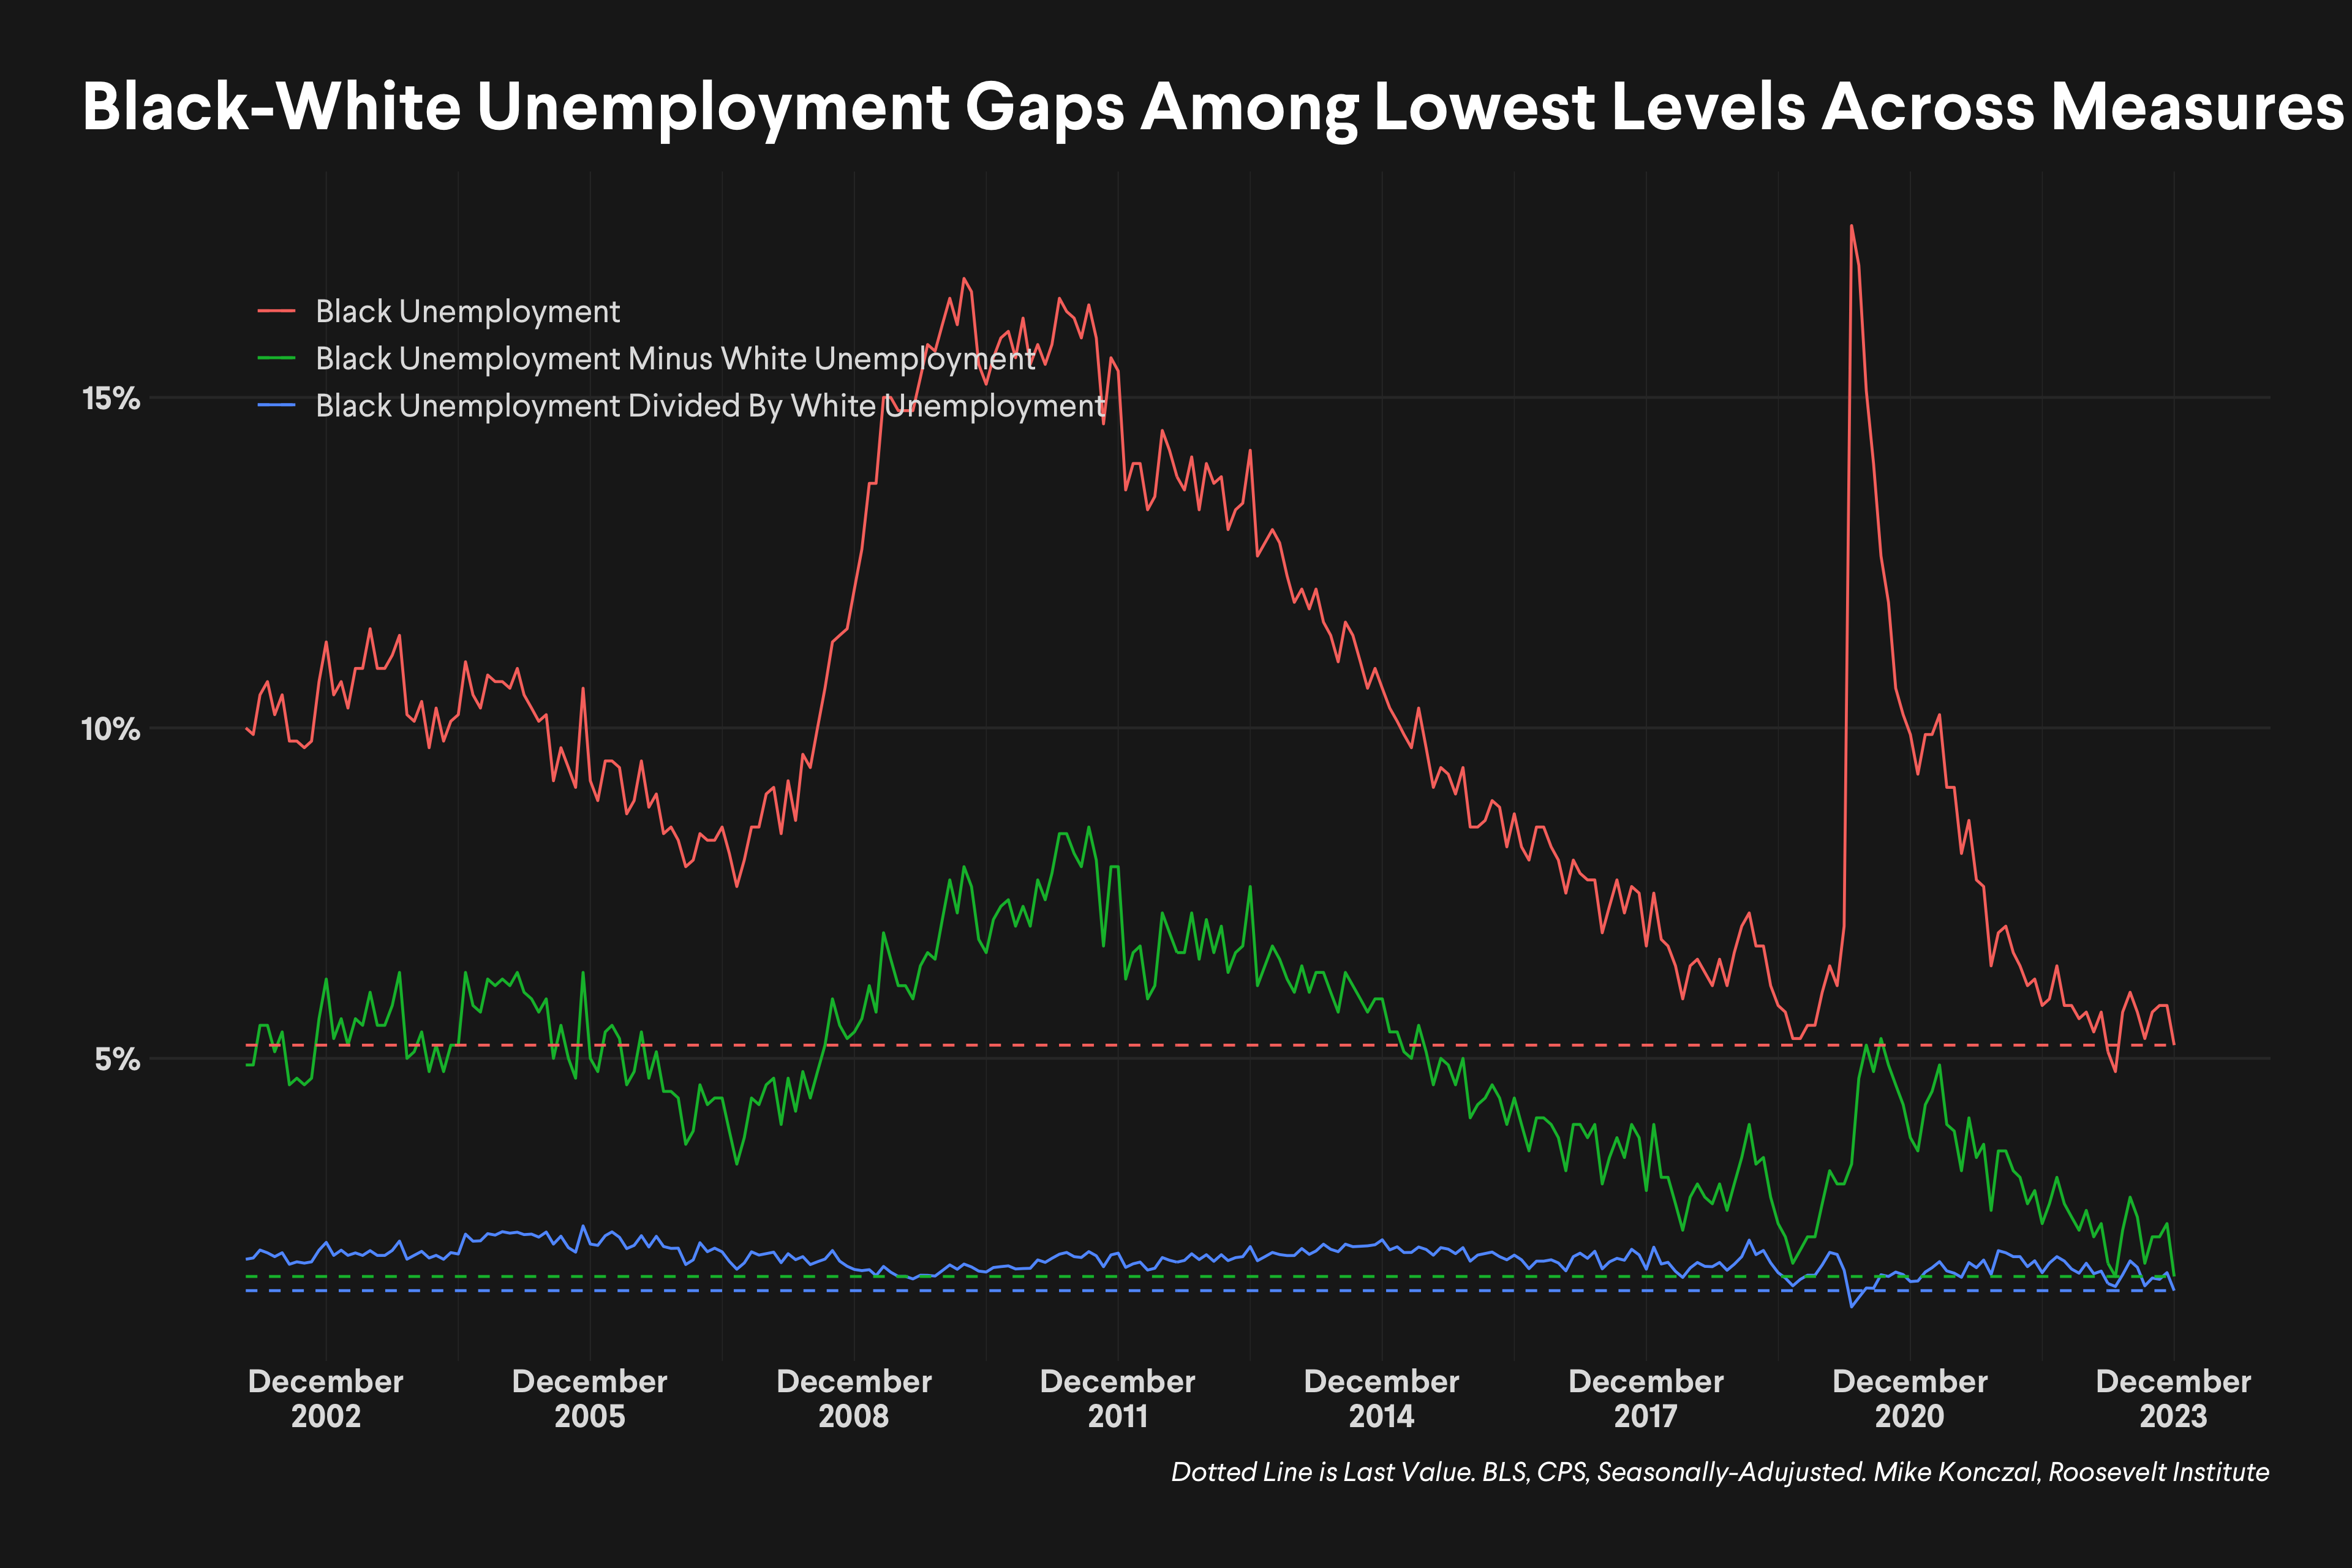 Black-White Unemployment Gaps Among Lowest Levels Across Measures
Black Unemployment
Black Unemployment Minus White Unemployment
Black Unemployment Divided By White Unemployment
15%
10%
5%
December 2002
December 2005
December 2008
December 2011
December 2014
December 2017
December 2020
December 2023
Dotted Line is Last Value. BLS, CPS, Seasonally-Adujusted. Mike Konczal, Roosevelt Institute